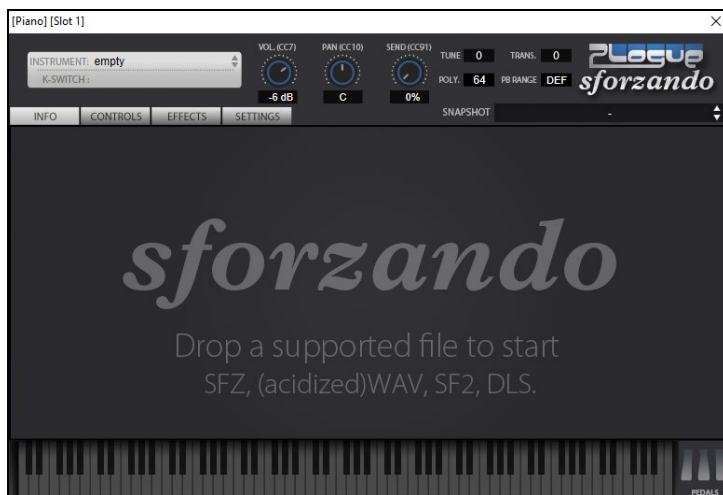 [Piano] [Slot 1]
INSTRUMENT: empty
K-SWITCH :
VOL. (CC7)
-6 dB
PAN (CC10)
C
SEND (CC91)
0%
TUNE 0 TRANS. 0
POLY. 64 PB RANGE DEF
Plogue
sforzando
INFO CONTROLS EFFECTS SETTINGS
SNAPSHOT -
sforzando
Drop a supported file to start
SFZ, (acidized)WAV, SF2, DLS.
PEDALS